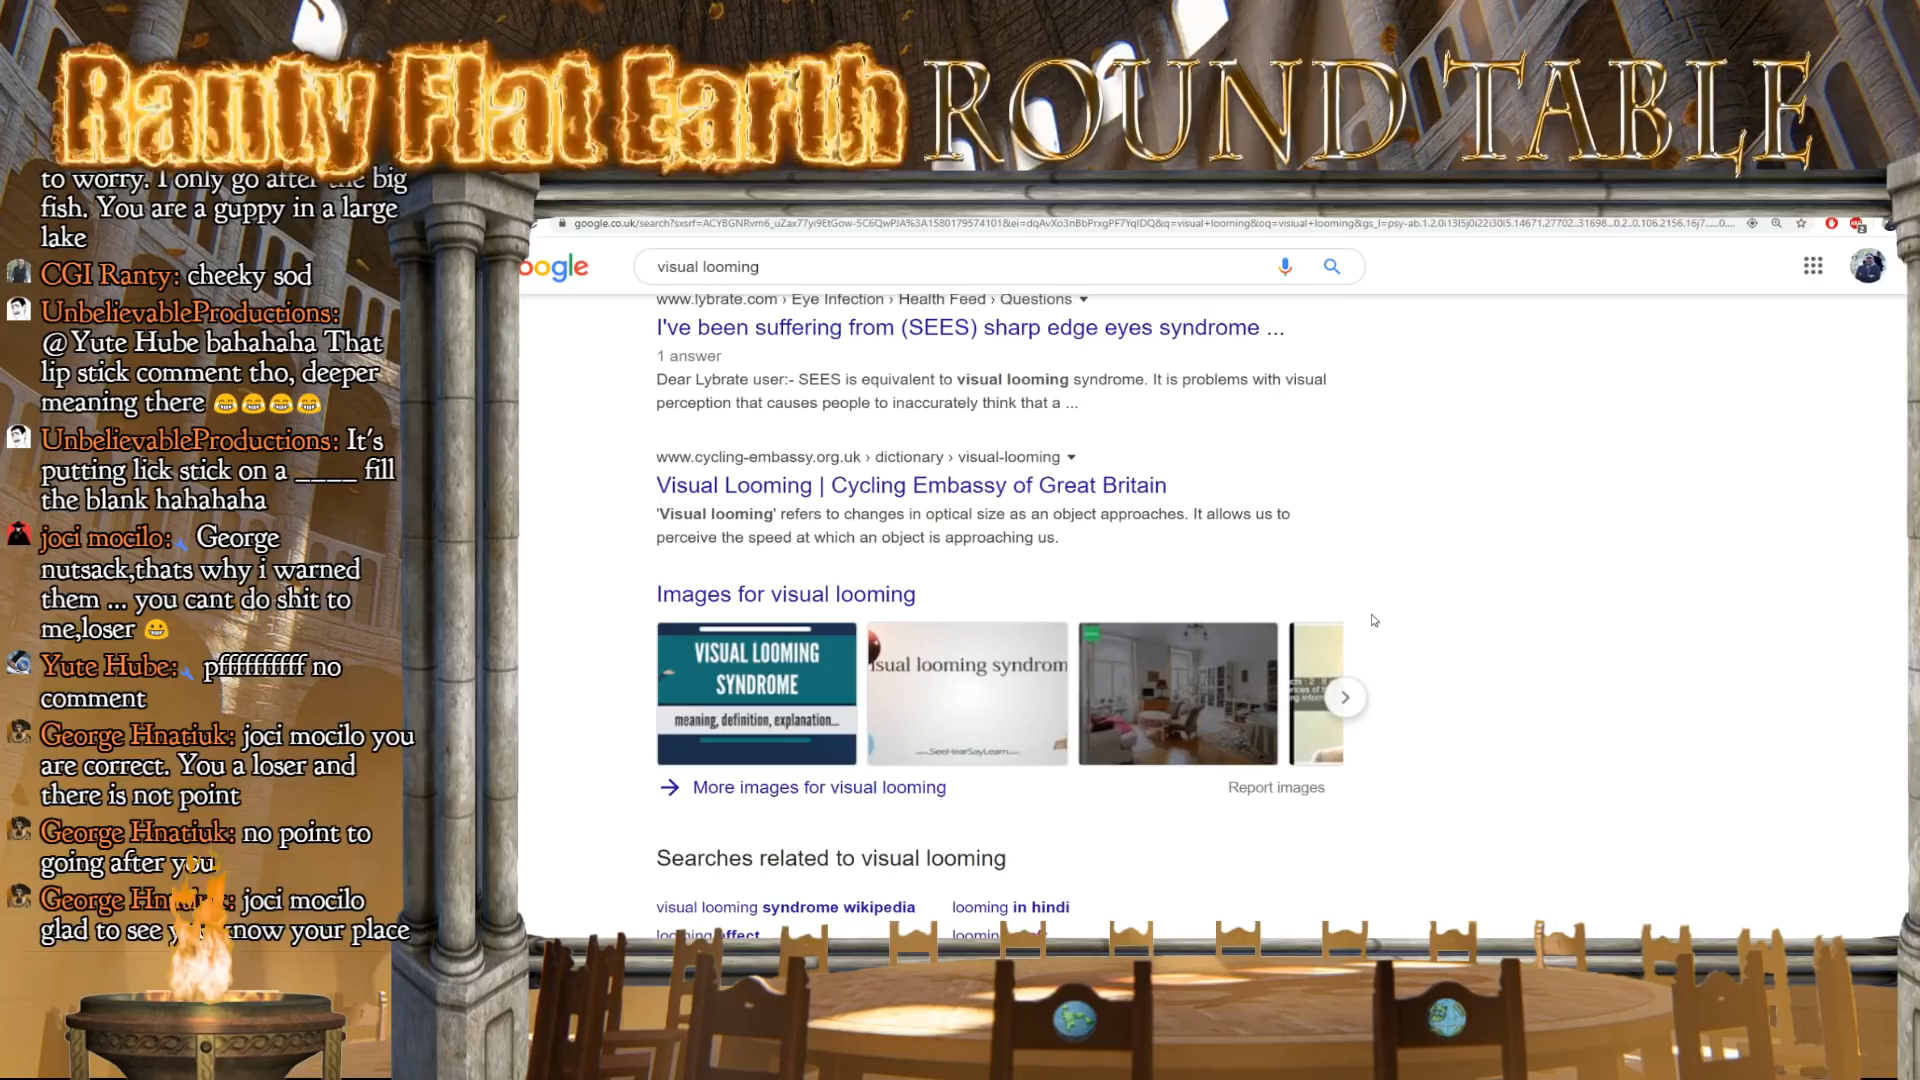 Ranty Flat Earth ROUND TABLE
to worry. I only go after the big
fish. You are a guppy in a large
lake
CGI Ranty: cheeky sod
UnbelievableProductions:
@Yute Hube bahahaha That
lip stick comment tho, deeper
meaning there 😂😂😂😂
UnbelievableProductions: It's
putting lick stick on a ____ fill
the blank hahahaha
joci mocilo: George
nutsack,thats why i warned
them ... you cant do shit to
me,loser 😀
Yute Hube: pffffffffff no
comment
George Hnatiuk: joci mocilo you
are correct. You a loser and
there is not point
George Hnatiuk: no point to
going after you
George Hnatiuk: joci mocilo
glad to see you know your place
oogle
visual looming
www.lybrate.com › Eye Infection › Health Feed › Questions
I've been suffering from (SEES) sharp edge eyes syndrome ...
1 answer
Dear Lybrate user:- SEES is equivalent to visual looming syndrome. It is problems with visual
perception that causes people to inaccurately think that a ...
www.cycling-embassy.org.uk › dictionary › visual-looming
Visual Looming | Cycling Embassy of Great Britain
'Visual looming' refers to changes in optical size as an object approaches. It allows us to
perceive the speed at which an object is approaching us.
Images for visual looming
VISUAL LOOMING
SYNDROME
meaning, definition, explanation...
isual looming syndrom
www.SeeHearSayLearn
More images for visual looming
Report images
Searches related to visual looming
visual looming syndrome wikipedia
looming in hindi
looming effect
looming